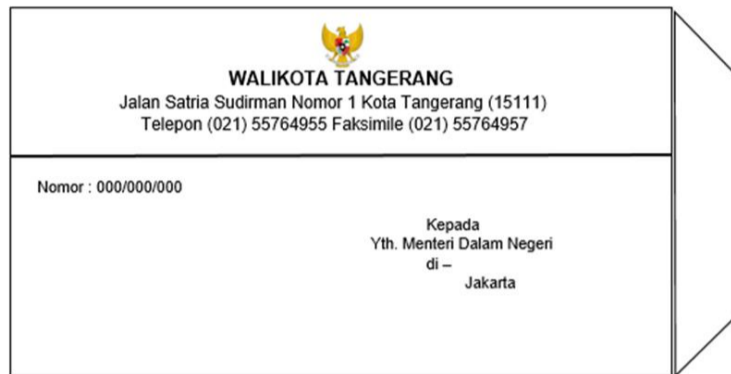 WALIKOTA TANGERANG
Jalan Satria Sudirman Nomor 1 Kota Tangerang (15111)
Telepon (021) 55764955 Faksimile (021) 55764957
Nomor : 000/000/000
Kepada
Yth. Menteri Dalam Negeri
di –
Jakarta